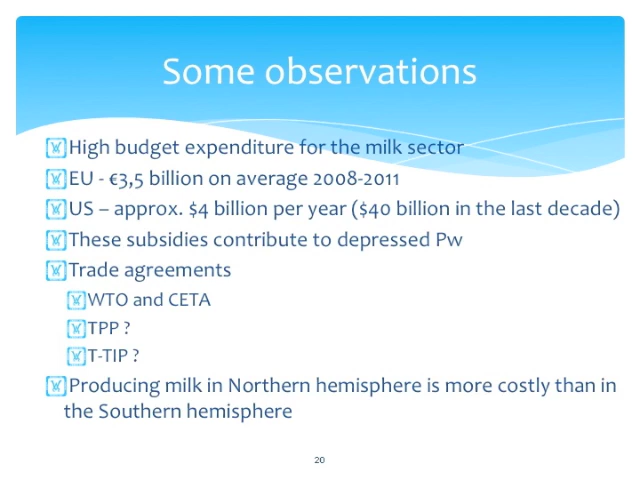 Some observations
High budget expenditure for the milk sector
EU - €3,5 billion on average 2008-2011
US – approx. $4 billion per year ($40 billion in the last decade)
These subsidies contribute to depressed Pw
Trade agreements
WTO and CETA
TPP ?
T-TIP ?
Producing milk in Northern hemisphere is more costly than in
the Southern hemisphere
20